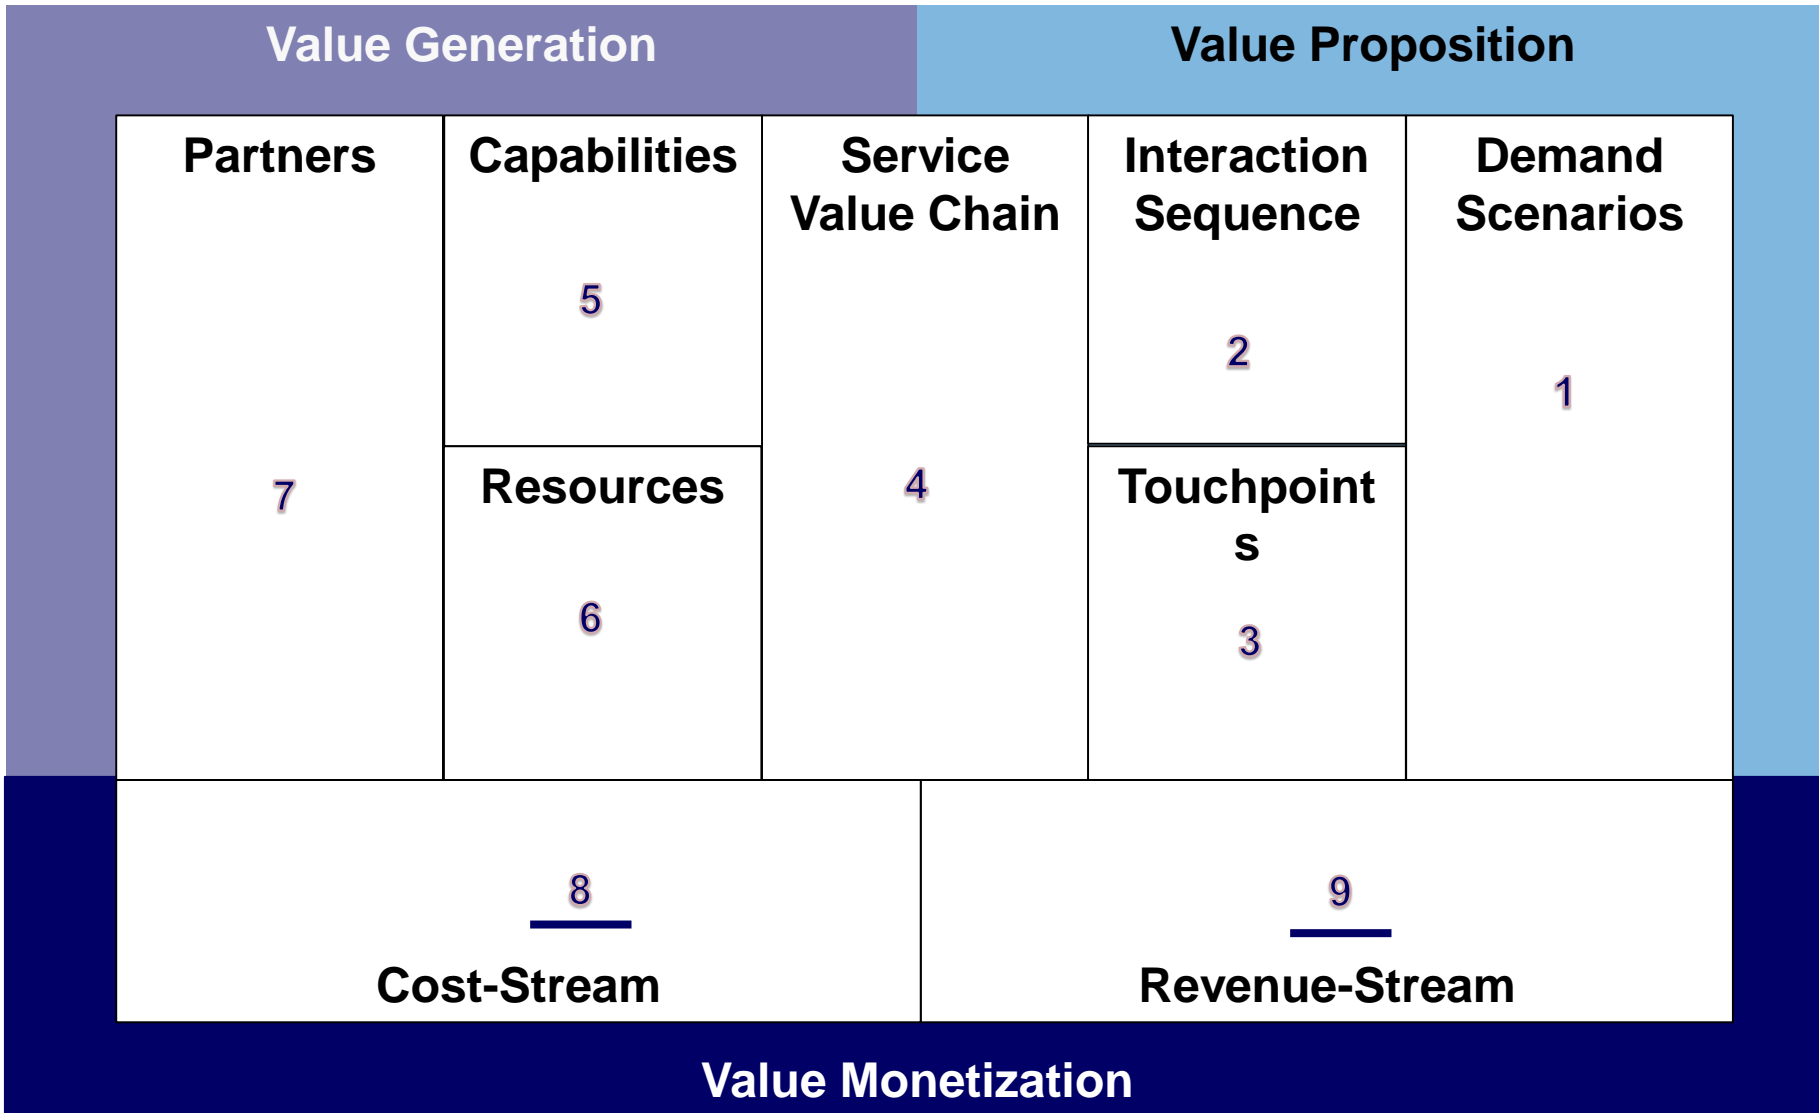 Value Generation
Value Proposition
Partners
7
Capabilities
5
Resources
6
Service
Value Chain
4
Interaction
Sequence
2
Touchpoint
s
3
Demand
Scenarios
1
8
Cost-Stream
9
Revenue-Stream
Value Monetization